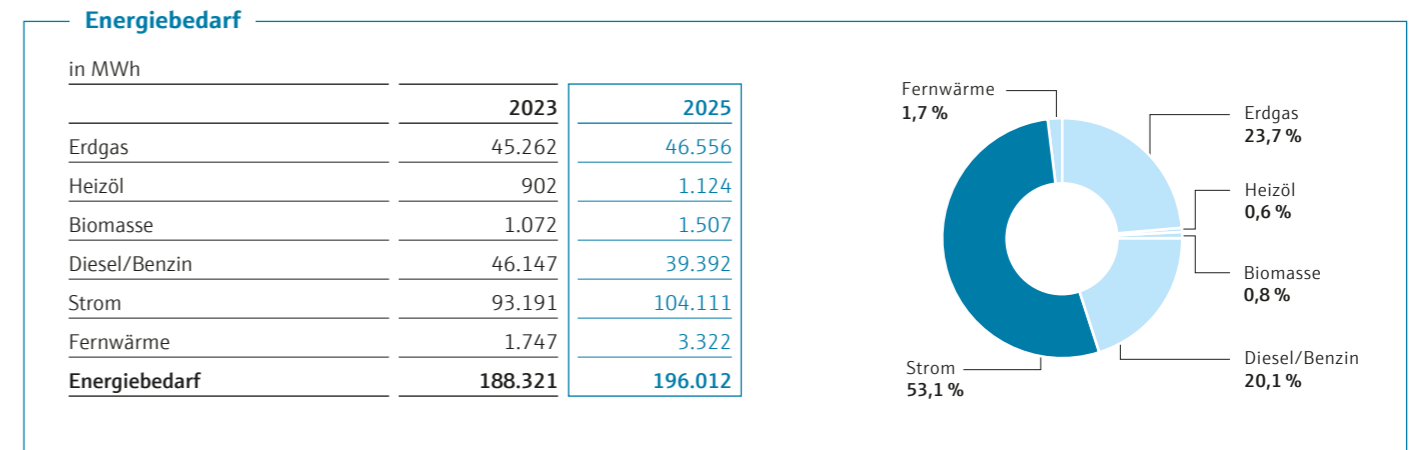 Energiebedarf
in MWh
2023 2025
Erdgas 45.262 46.556
Heizöl 902 1.124
Biomasse 1.072 1.507
Diesel/Benzin 46.147 39.392
Strom 93.191 104.111
Fernwärme 1.747 3.322
Energiebedarf 188.321 196.012
Fernwärme
1,7 %
Erdgas
23,7 %
Heizöl
0,6 %
Biomasse
0,8 %
Diesel/Benzin
20,1 %
Strom
53,1 %